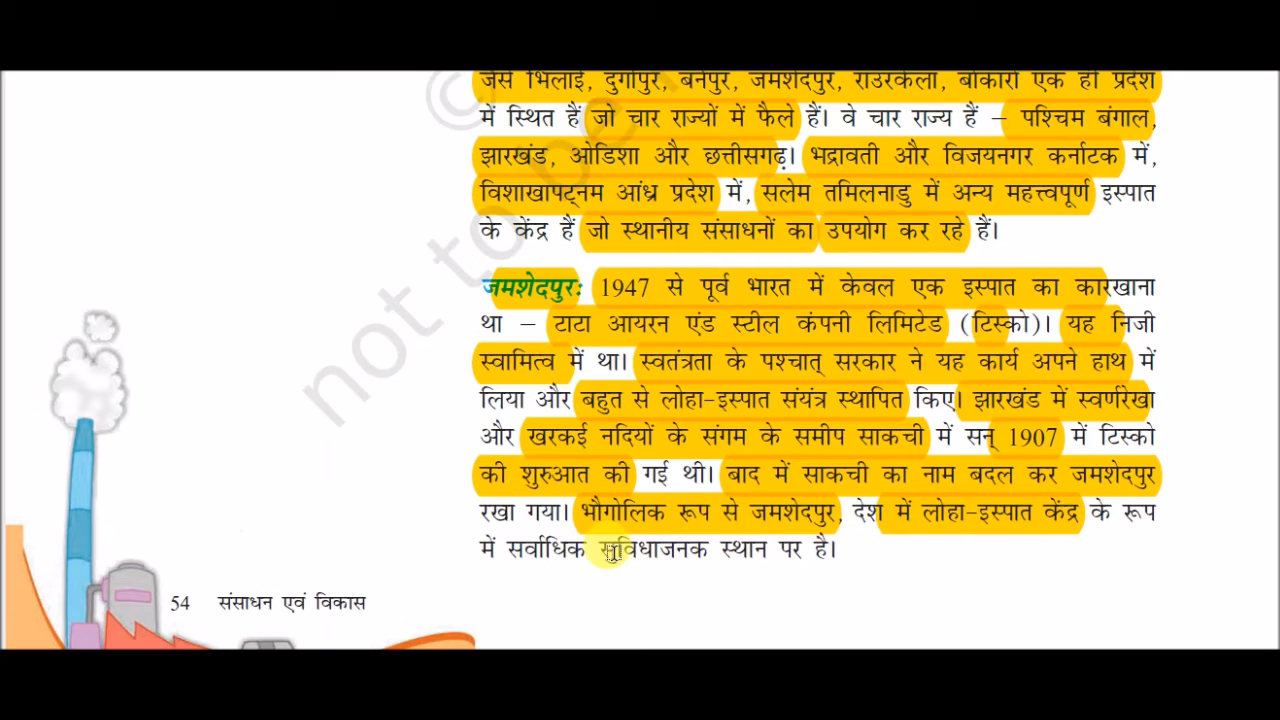 जैसे भिलाई, दुर्गापुर, बर्नपुर, जमशेदपुर, राउरकेला, बोकारो एक ही प्रदेश
में स्थित हैं जो चार राज्यों में फैले हैं। वे चार राज्य हैं – पश्चिम बंगाल,
झारखंड, ओडिशा और छत्तीसगढ़। भद्रावती और विजयनगर कर्नाटक में,
विशाखापट्नम आंध्र प्रदेश में, सलेम तमिलनाडु में अन्य महत्त्वपूर्ण इस्पात
के केंद्र हैं जो स्थानीय संसाधनों का उपयोग कर रहे हैं।
जमशेदपुरः 1947 से पूर्व भारत में केवल एक इस्पात का कारखाना
था – टाटा आयरन एंड स्टील कंपनी लिमिटेड (टिस्को)। यह निजी
स्वामित्व में था। स्वतंत्रता के पश्चात् सरकार ने यह कार्य अपने हाथ में
लिया और बहुत से लोहा-इस्पात संयंत्र स्थापित किए। झारखंड में स्वर्णरेखा
और खरकई नदियों के संगम के समीप साकची में सन् 1907 में टिस्को
की शुरुआत की गई थी। बाद में साकची का नाम बदल कर जमशेदपुर
रखा गया। भौगोलिक रूप से जमशेदपुर, देश में लोहा-इस्पात केंद्र के रूप
में सर्वाधिक सुविधाजनक स्थान पर है।
54 संसाधन एवं विकास
© not to be